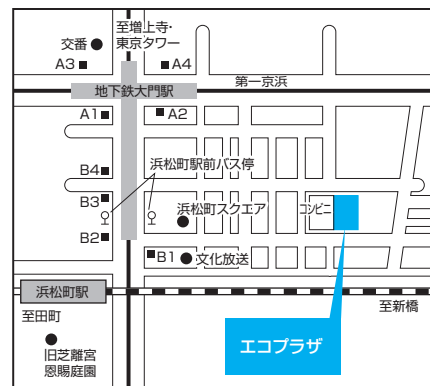 至増上寺・
東京タワー
交番
A3
A4
第一京浜
地下鉄大門駅
A1
A2
B4
浜松町駅前バス停
B3
浜松町スクエア
コンビニ
B2
B1
文化放送
浜松町駅
至田町
至新橋
エコプラザ
旧芝離宮
恩賜庭園